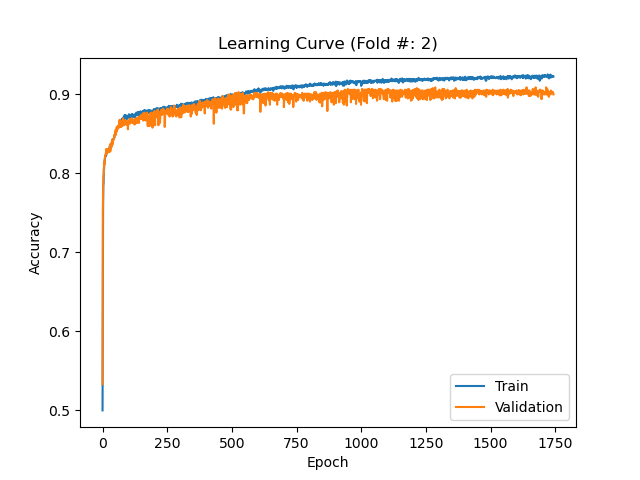 Learning Curve (Fold #: 2)
Accuracy
0.9
0.8
0.7
0.6
0.5
Train
Validation
0 250 500 750 1000 1250 1500 1750
Epoch